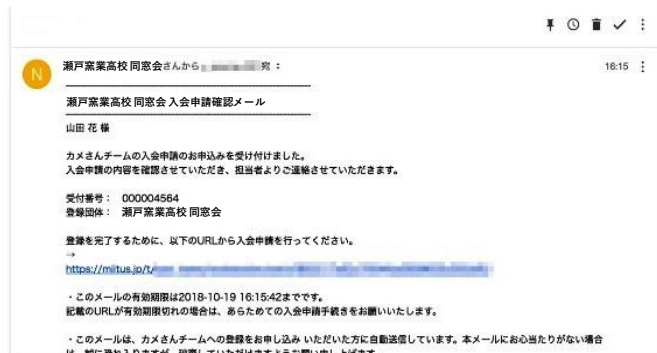 N
瀬戸窯業高校 同窓会さんから 宛 :
16:15
瀬戸窯業高校 同窓会 入会申請確認メール
山田 花 様
カメさんチームの入会申請のお申込みを受け付けました。
入会申請の内容を確認させていただき、担当者よりご連絡させていただきます。
受付番号： 000004564
登録団体： 瀬戸窯業高校 同窓会
登録を完了するために、以下のURLから入会申請を行ってください。
→
https://miitus.jp/t/
・このメールの有効期限は2018-10-19 16:15:42までです。
記載のURLが有効期限切れの場合は、あらためての入会申請手続きをお願いいたします。
・このメールは、カメさんチームへの登録をお申し込み いただいた方に自動送信しています。本メールにお心当たりがない場合